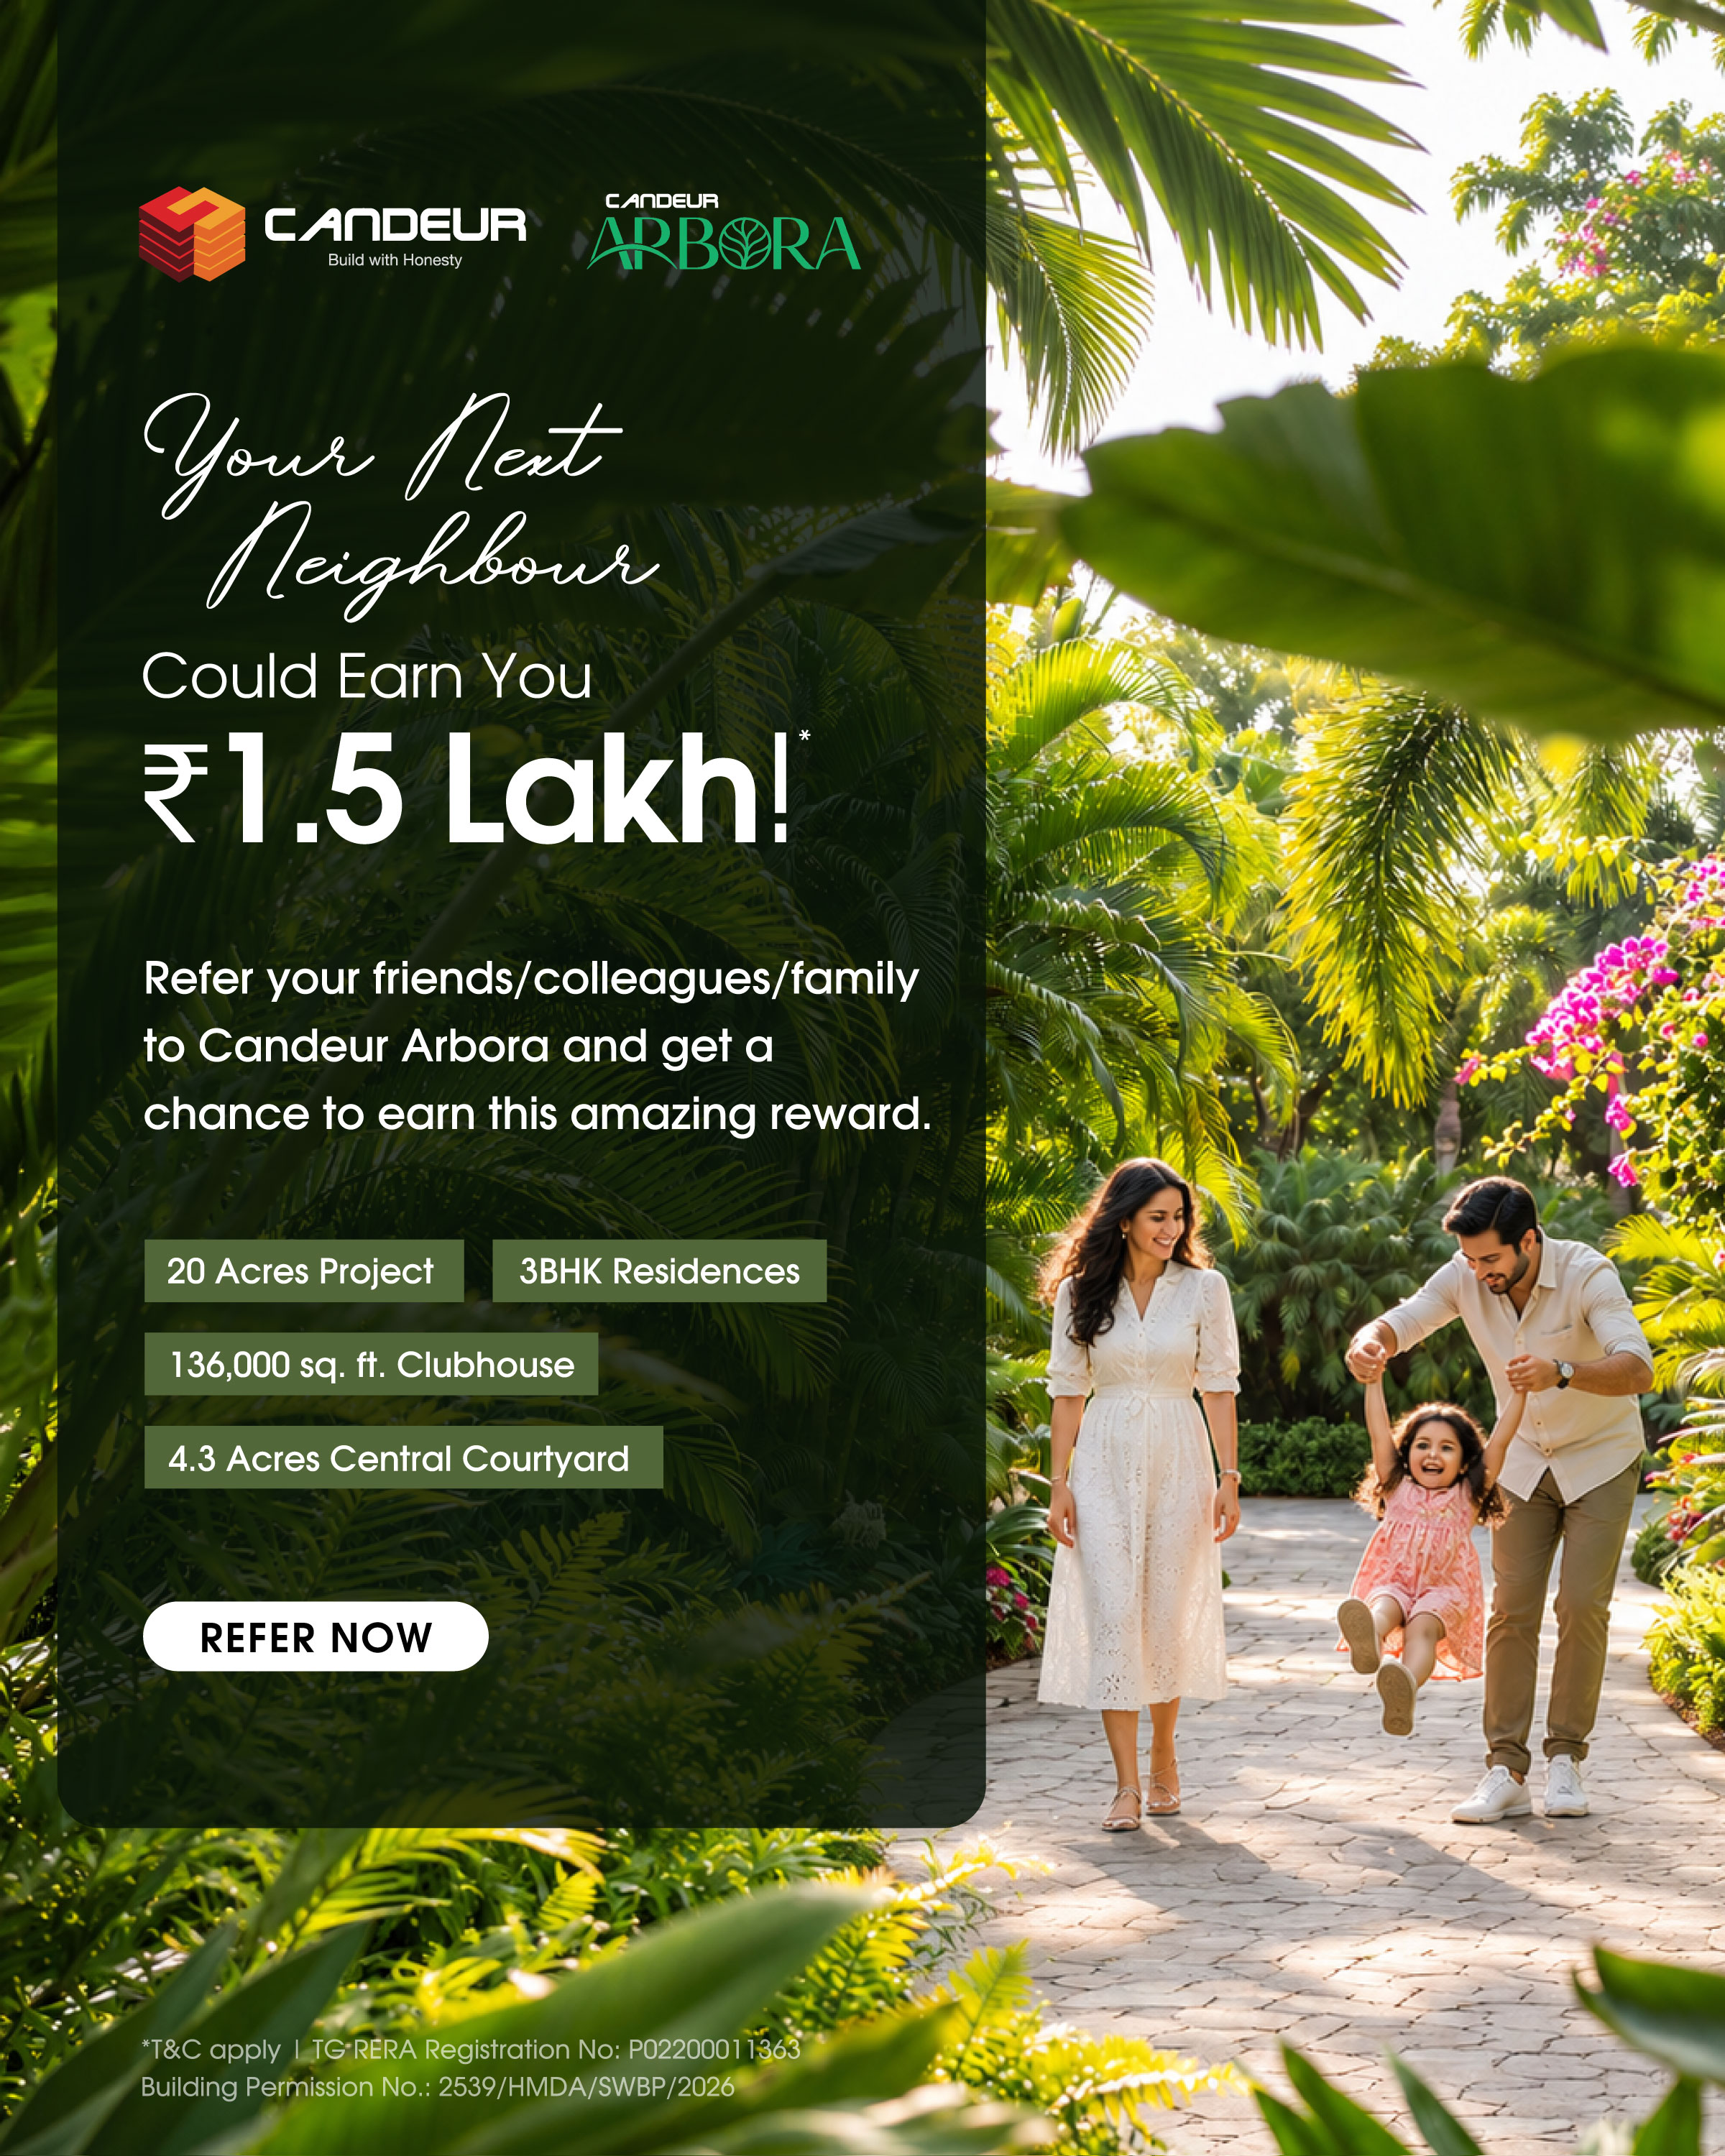 CANDEUR
Build with Honesty
CANDEUR
ARBORA
Your Next
Neighbour
Could Earn You
₹1.5 Lakh!*
Refer your friends/colleagues/family
to Candeur Arbora and get a
chance to earn this amazing reward.
20 Acres Project
3BHK Residences
136,000 sq. ft. Clubhouse
4.3 Acres Central Courtyard
REFER NOW
*T&C apply | TG RERA Registration No: P02200011363
Building Permission No.: 2539/HMDA/SWBP/2026